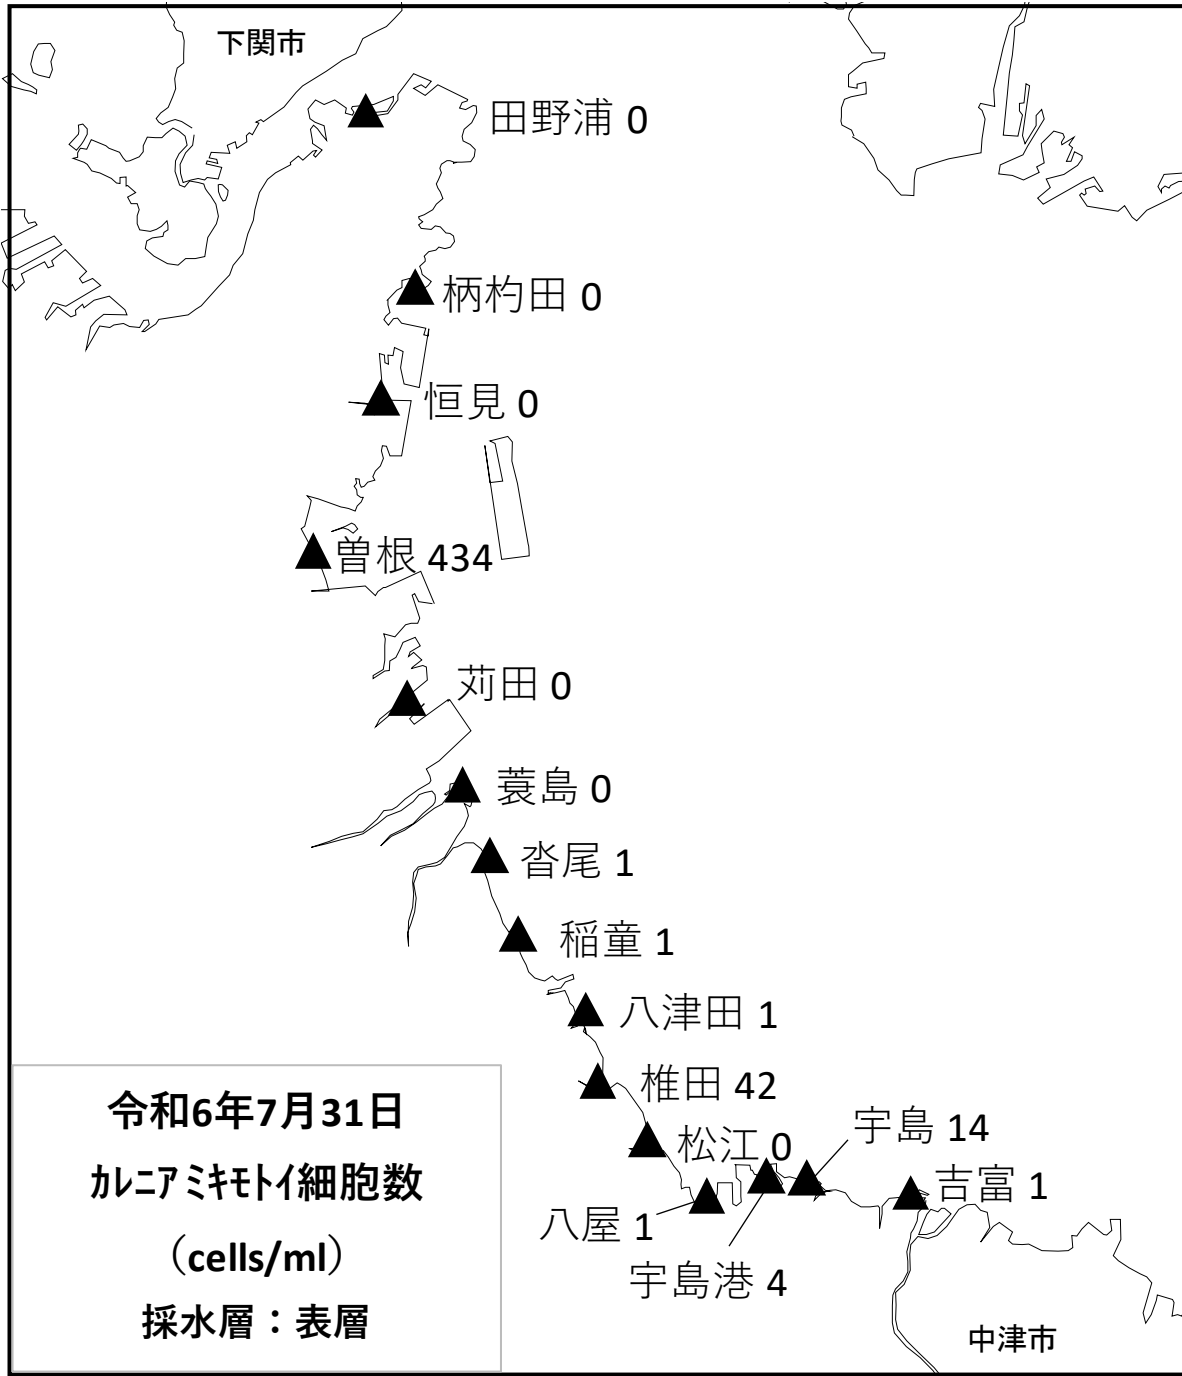 下関市
田野浦 0
柄杓田 0
恒見 0
曽根 434
苅田 0
蓑島 0
沓尾 1
稲童 1
八津田 1
椎田 42
松江 0
宇島 14
吉富 1
八屋 1
宇島港 4
中津市
令和6年7月31日
ｶﾚﾆｱ ﾐｷﾓﾄｲ細胞数
（cells/ml）
採水層：表層